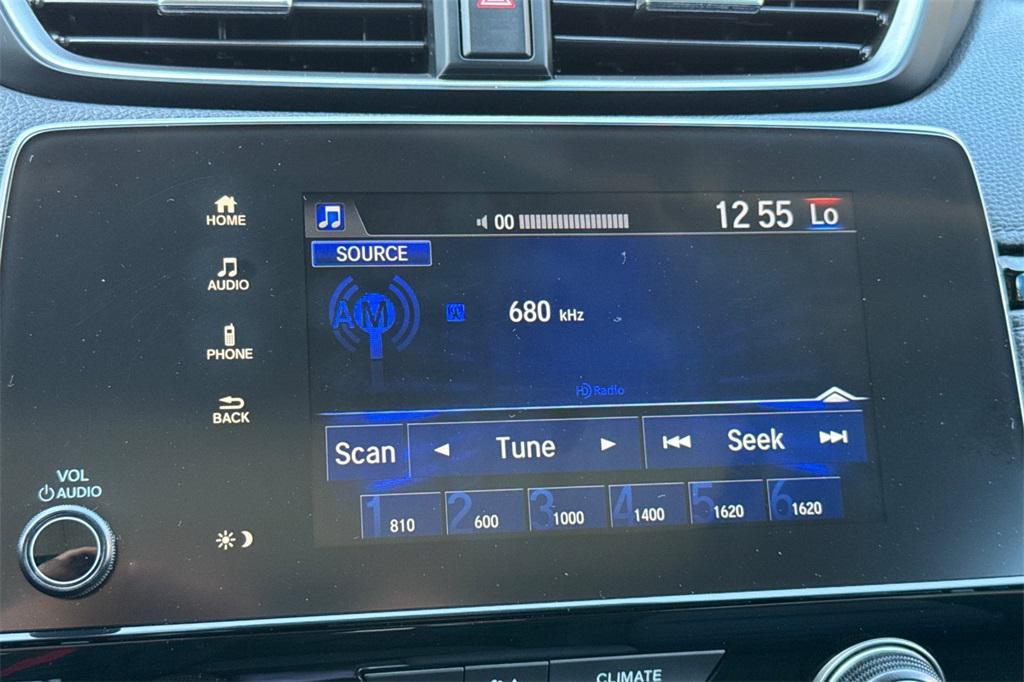 HOME
AUDIO
PHONE
BACK
VOL
AUDIO
00
12 55
Lo
SOURCE
AM
680 kHz
HD Radio
Scan
Tune
Seek
1 810
2 600
3 1000
4 1400
5 1620
6 1620
CLIMATE